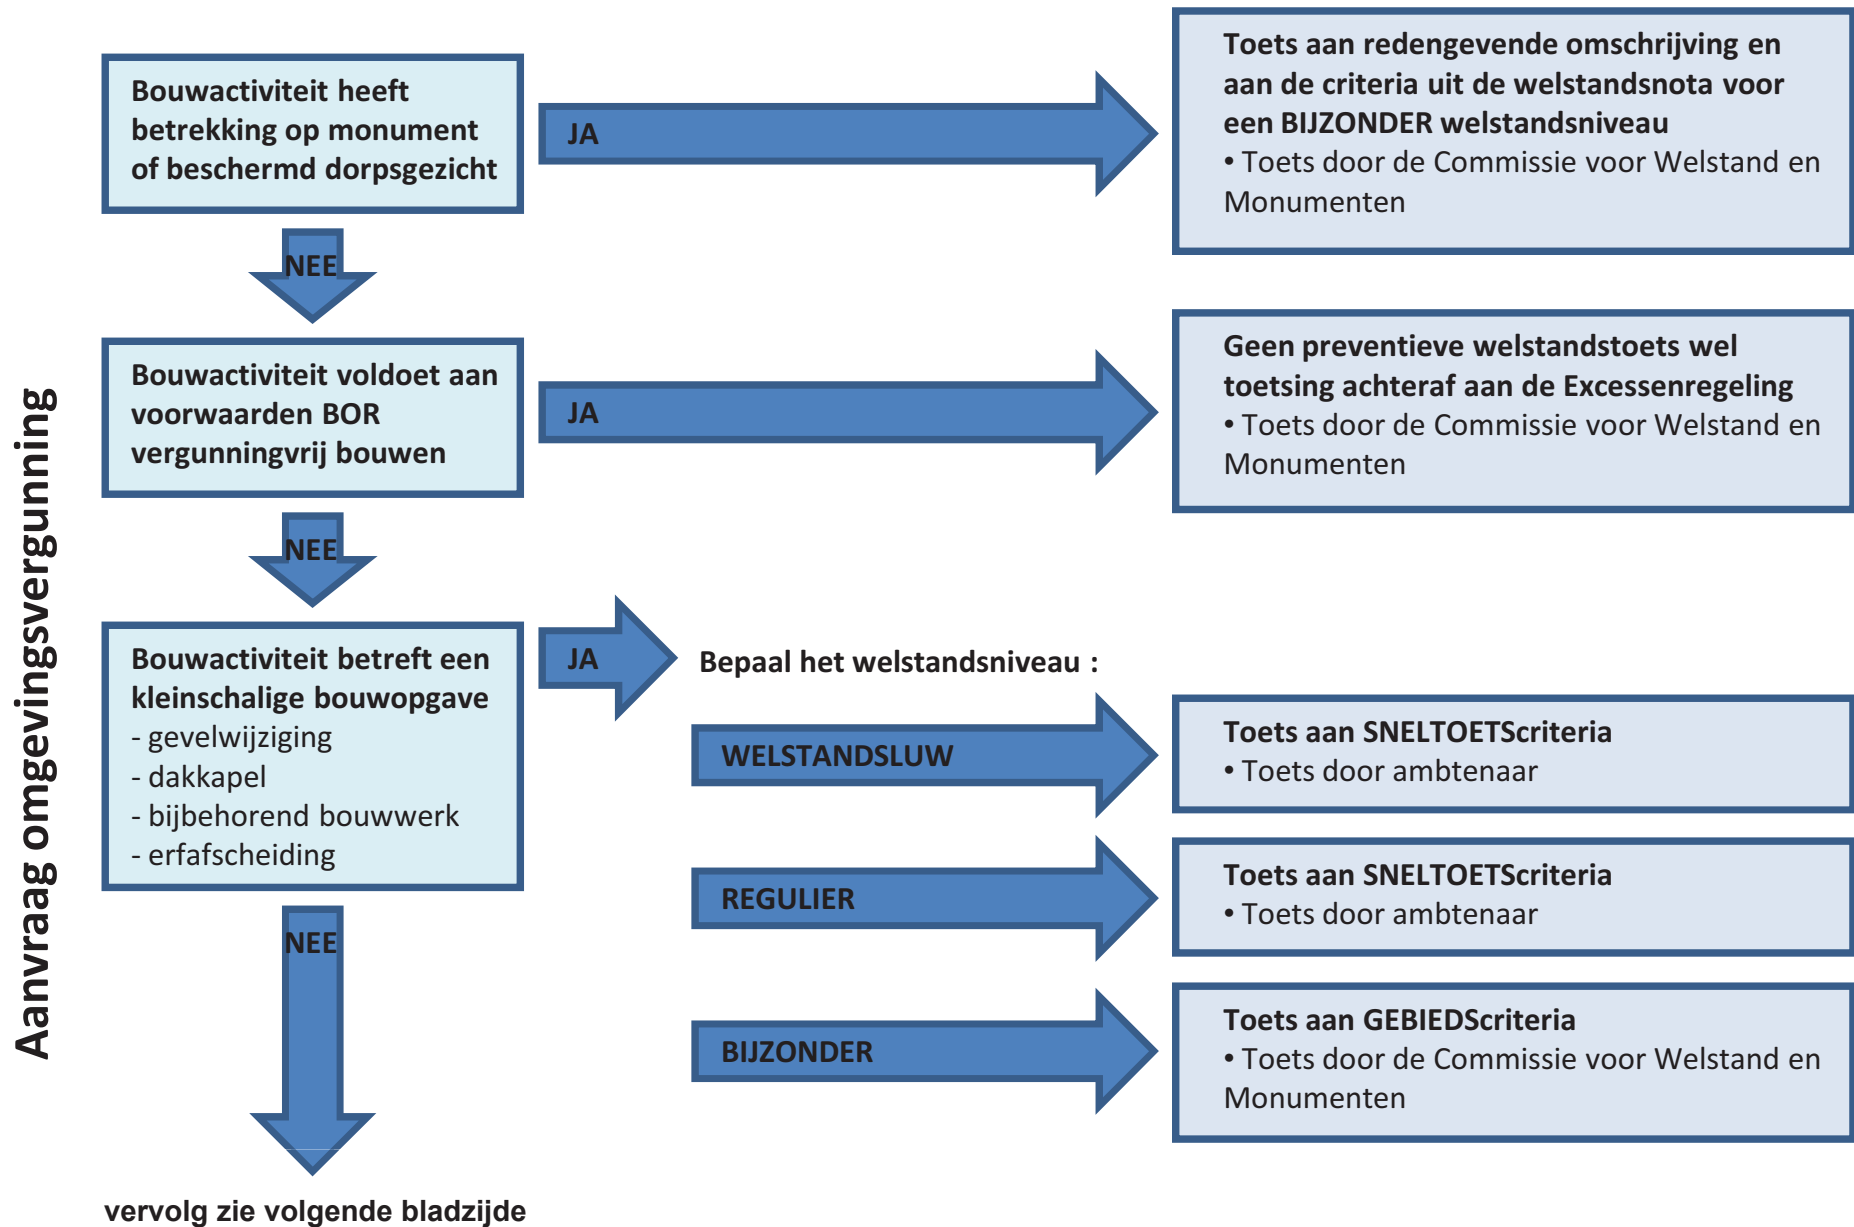 Aanvraag omgevingsvergunning
Bouwactiviteit heeft
betrekking op monument
of beschermd dorpsgezicht
JA
Toets aan redengevende omschrijving en
aan de criteria uit de welstandsnota voor
een BIJZONDER welstandsniveau
• Toets door de Commissie voor Welstand en
Monumenten
NEE
Bouwactiviteit voldoet aan
voorwaarden BOR
vergunningvrij bouwen
JA
Geen preventieve welstandstoets wel
toetsing achteraf aan de Excessenregeling
• Toets door de Commissie voor Welstand en
Monumenten
NEE
Bouwactiviteit betreft een
kleinschalige bouwopgave
- gevelwijziging
- dakkapel
- bijbehorend bouwwerk
- erfafscheiding
JA
Bepaal het welstandsniveau :
WELSTANDSLUW
Toets aan SNELTOETScriteria
• Toets door ambtenaar
REGULIER
Toets aan SNELTOETScriteria
• Toets door ambtenaar
BIJZONDER
Toets aan GEBIEDScriteria
• Toets door de Commissie voor Welstand en
Monumenten
NEE
vervolg zie volgende bladzijde